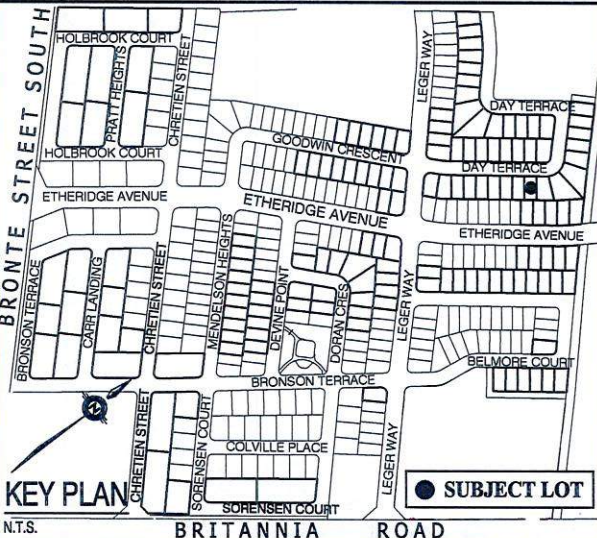 BRONTE STREET SOUTH
HOLBROOK COURT
PRATT HEIGHTS
CHRETIEN STREET
LEGER WAY
DAY TERRACE
GOODWIN CRESCENT
HOLBROOK COURT
DAY TERRACE
ETHERIDGE AVENUE
ETHERIDGE AVENUE
ETHERIDGE AVENUE
BRONSON TERRACE
CARR LANDING
CHRETIEN STREET
MENDELSON HEIGHTS
DEVINE POINT
DORAN CRES
LEGER WAY
BELMORE COURT
BRONSON TERRACE
N
CHRETIEN STREET
SORENSEN COURT
COLVILLE PLACE
LEGER WAY
KEY PLAN
SUBJECT LOT
SORENSEN COURT
N.T.S.
BRITANNIA ROAD